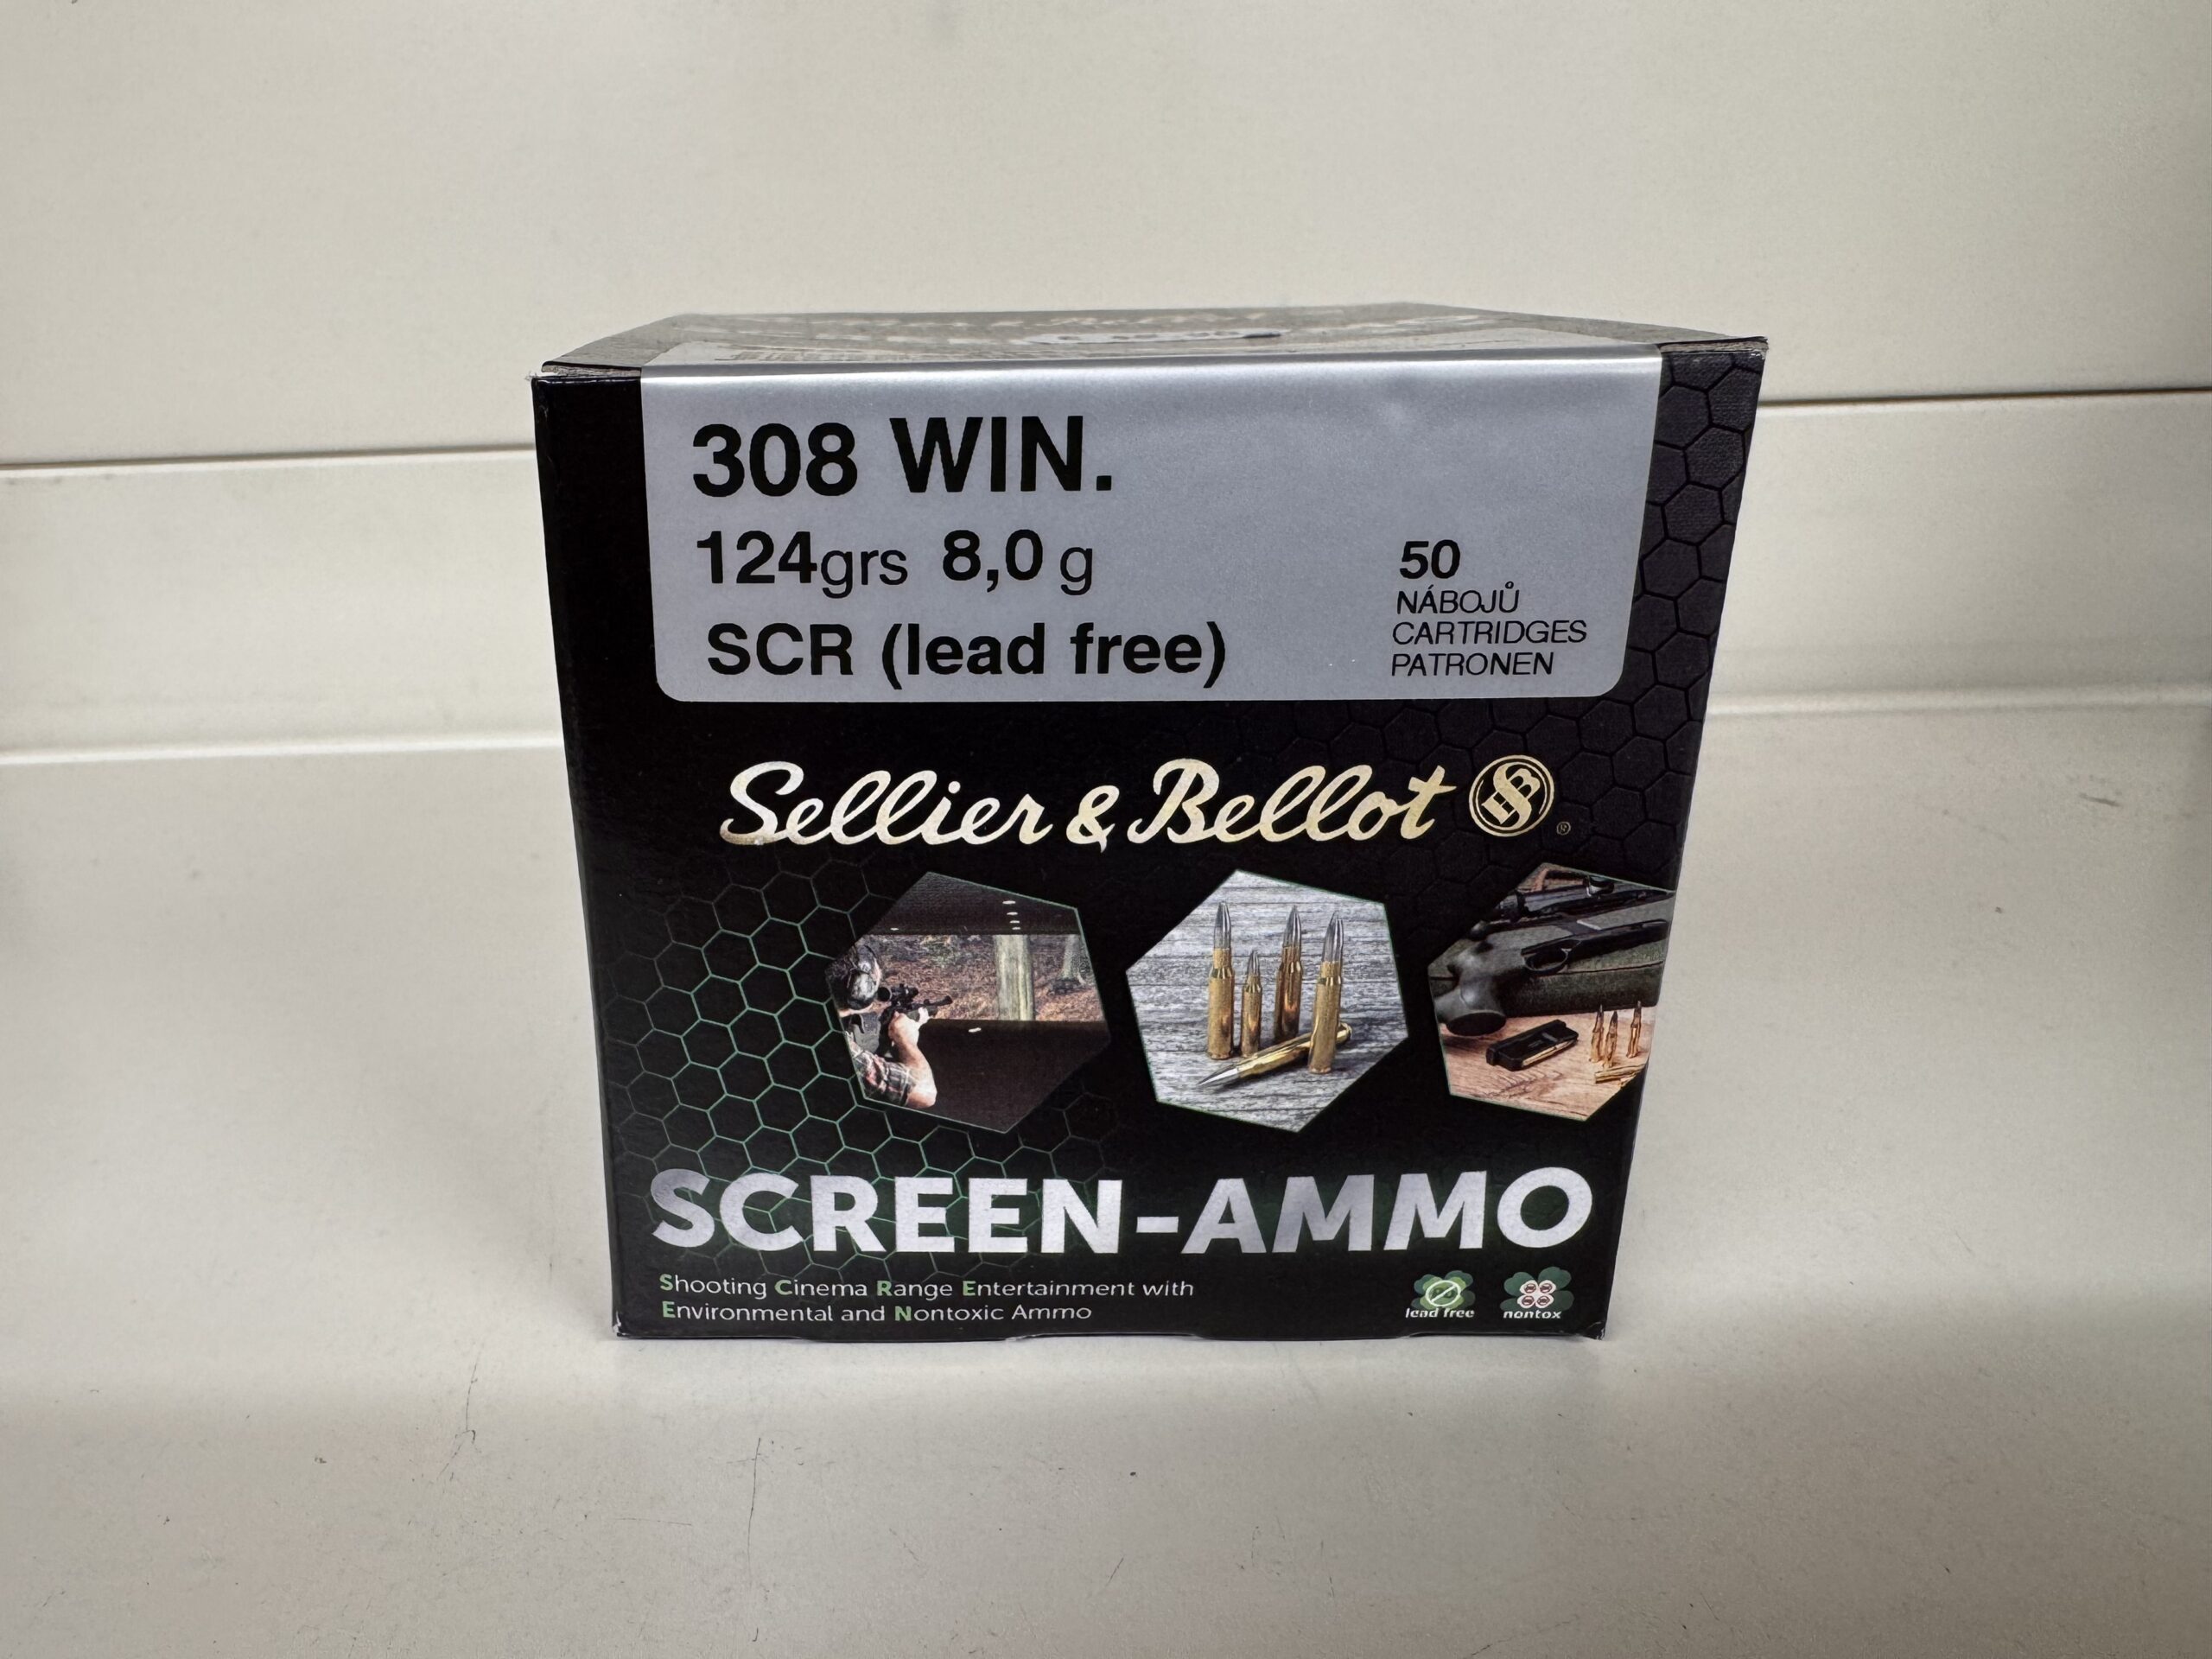 308 WIN.
124grs 8,0 g
SCR (lead free)
50
NÁBOJŮ
CARTRIDGES
PATRONEN
Sellier & Bellot SB ®
SCREEN-AMMO
Shooting Cinema Range Entertainment with
Environmental and Nontoxic Ammo
lead free
nontox